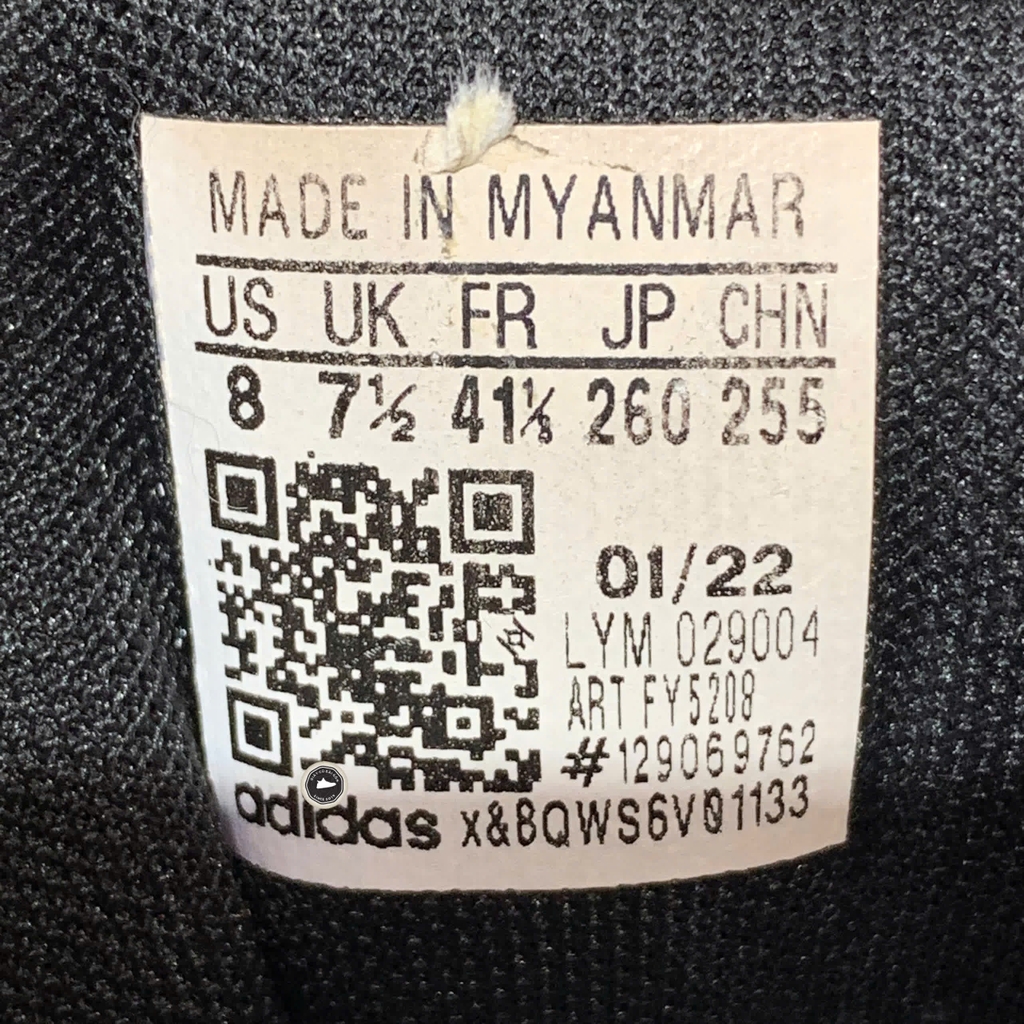 MADE IN MYANMAR
US UK FR JP CHN
8 7½ 41⅓ 260 255
01/22
LYM 029004
ART FY5208
#129069762
adidas x&8QWS6V01133